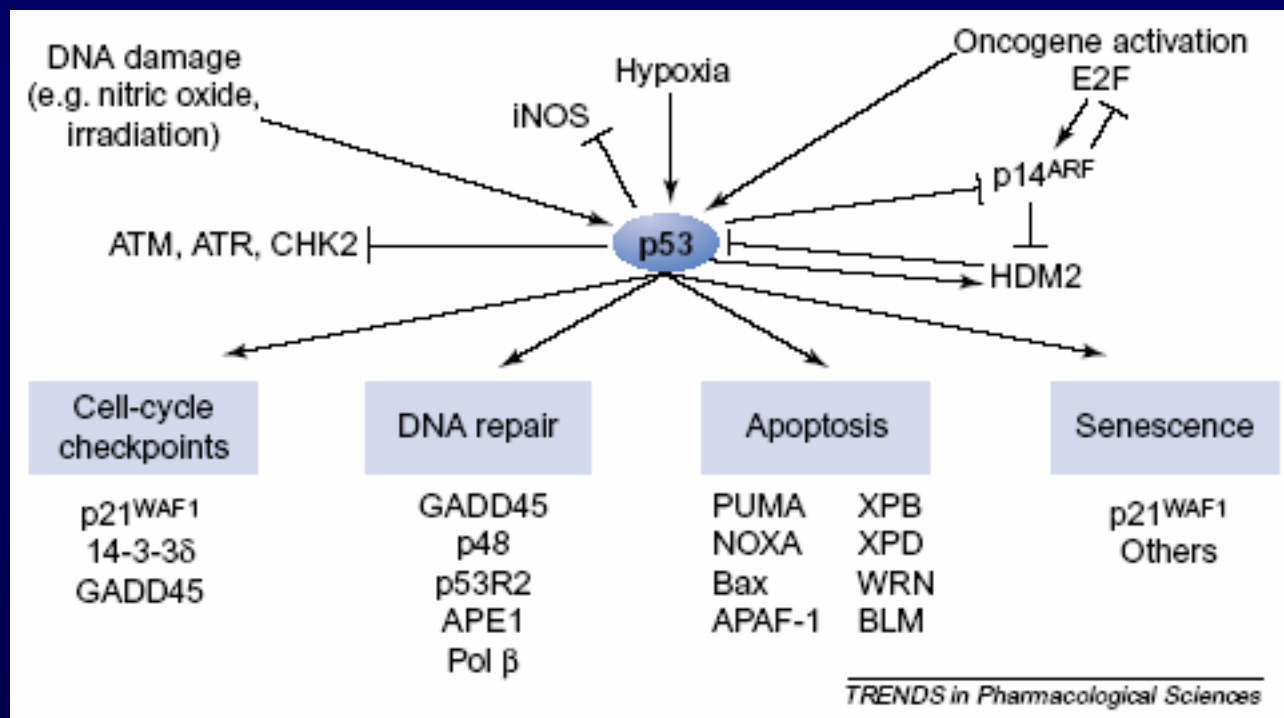 DNA damage
(e.g. nitric oxide,
irradiation)
iNOS
Hypoxia
Oncogene activation
E2F
p14ARF
ATM, ATR, CHK2
p53
HDM2
Cell-cycle
checkpoints
p21WAF1
14-3-3δ
GADD45
DNA repair
GADD45
p48
p53R2
APE1
Pol β
Apoptosis
PUMA XPB
NOXA XPD
Bax WRN
APAF-1 BLM
Senescence
p21WAF1
Others
TRENDS in Pharmacological Sciences